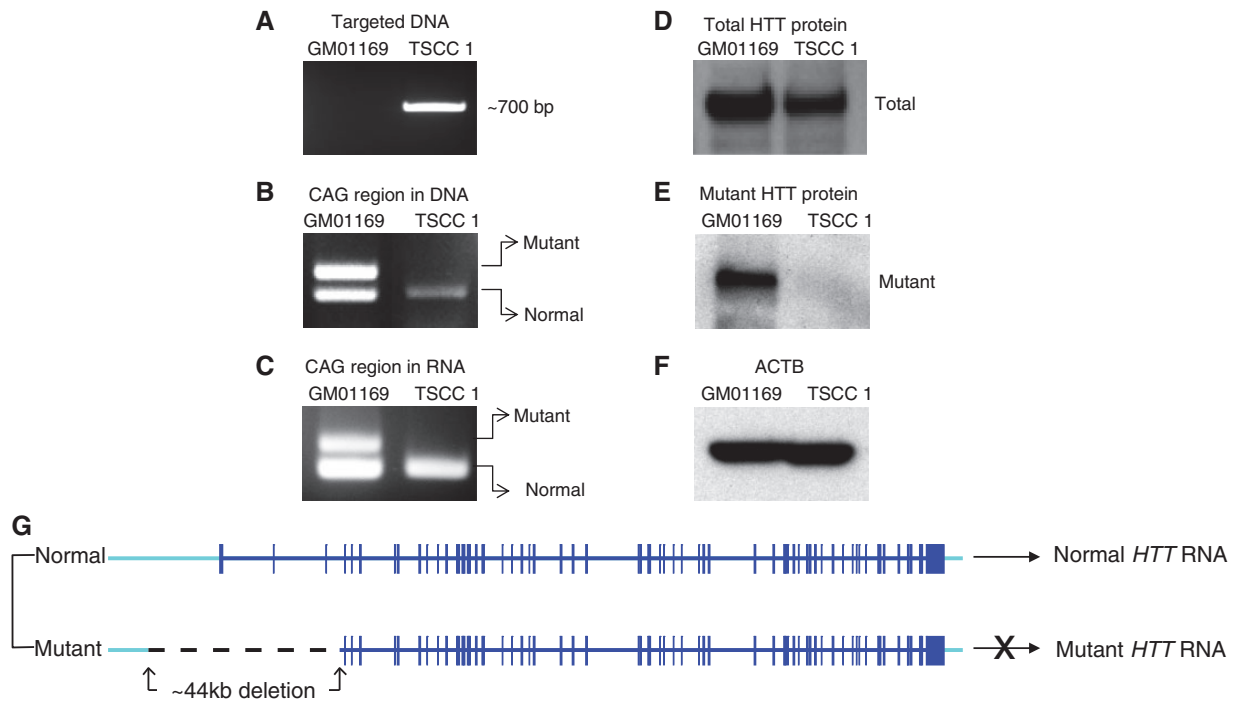 A
Targeted DNA
GM01169 TSCC 1
~700 bp
B
CAG region in DNA
GM01169 TSCC 1
Mutant
Normal
C
CAG region in RNA
GM01169 TSCC 1
Mutant
Normal
D
Total HTT protein
GM01169 TSCC 1
Total
E
Mutant HTT protein
GM01169 TSCC 1
Mutant
F
ACTB
GM01169 TSCC 1
G
Normal
Normal HTT RNA
Mutant
X
Mutant HTT RNA
~44kb deletion